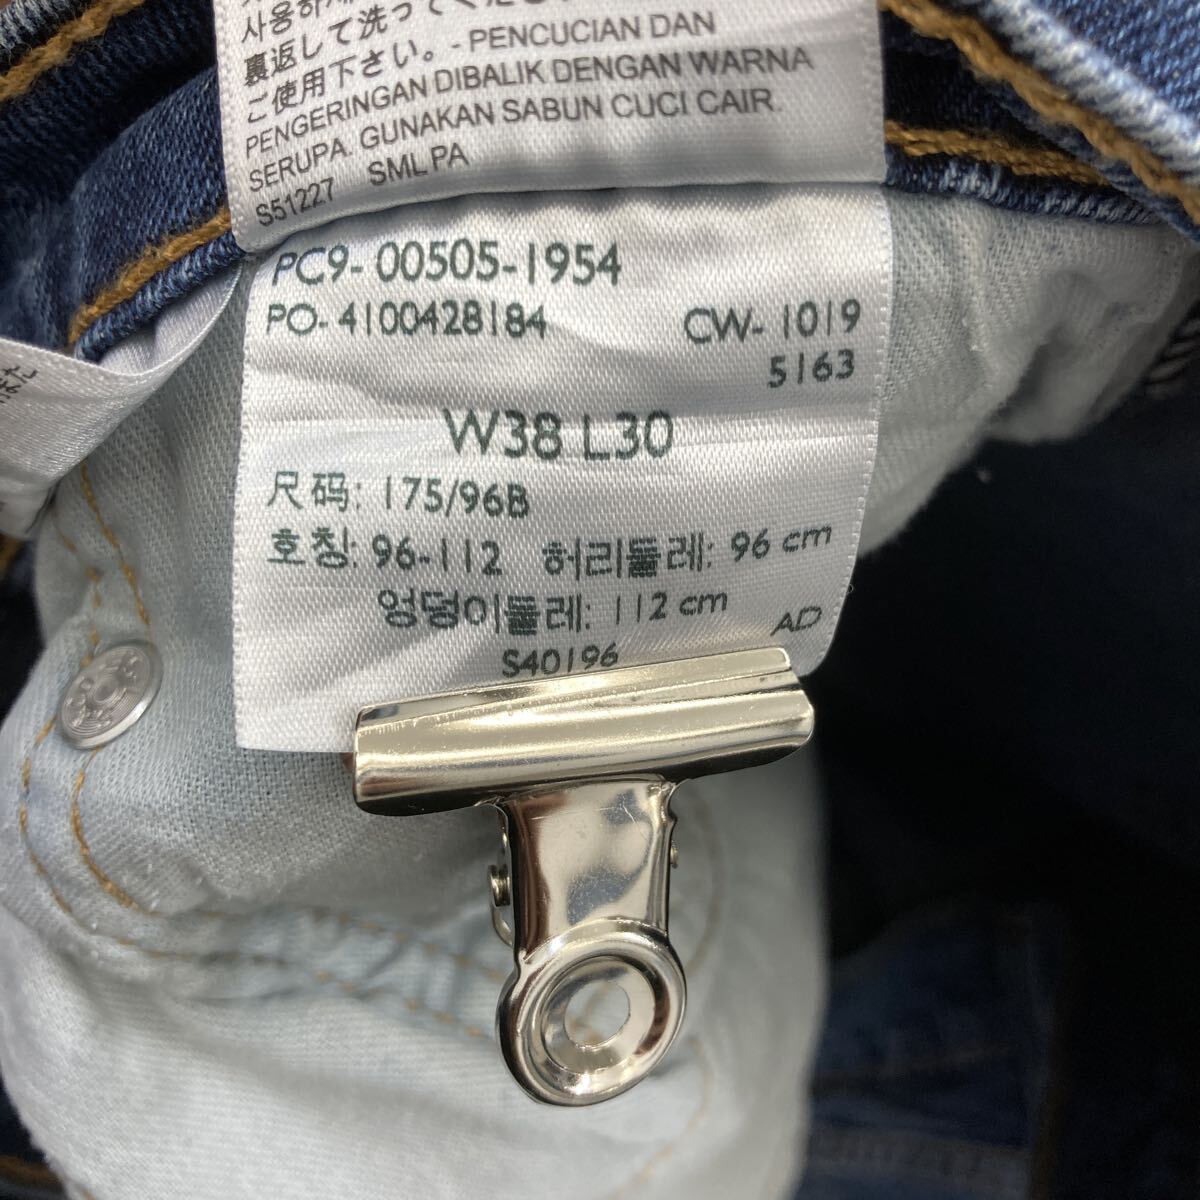 사용하세
裏返して洗ってくだ
ご使用下さい。- PENCUCIAN DAN
PENGERINGAN DIBALIK DENGAN WARNA
SERUPA. GUNAKAN SABUN CUCI CAIR.
S51227 SML PA
PC9- 00505-1954
PO- 4100428184 CW- 1019
5163
W38 L30
尺码: 175/96B
호칭: 96-112 허리둘레: 96 cm
엉덩이둘레: 112 cm
AD
S40196